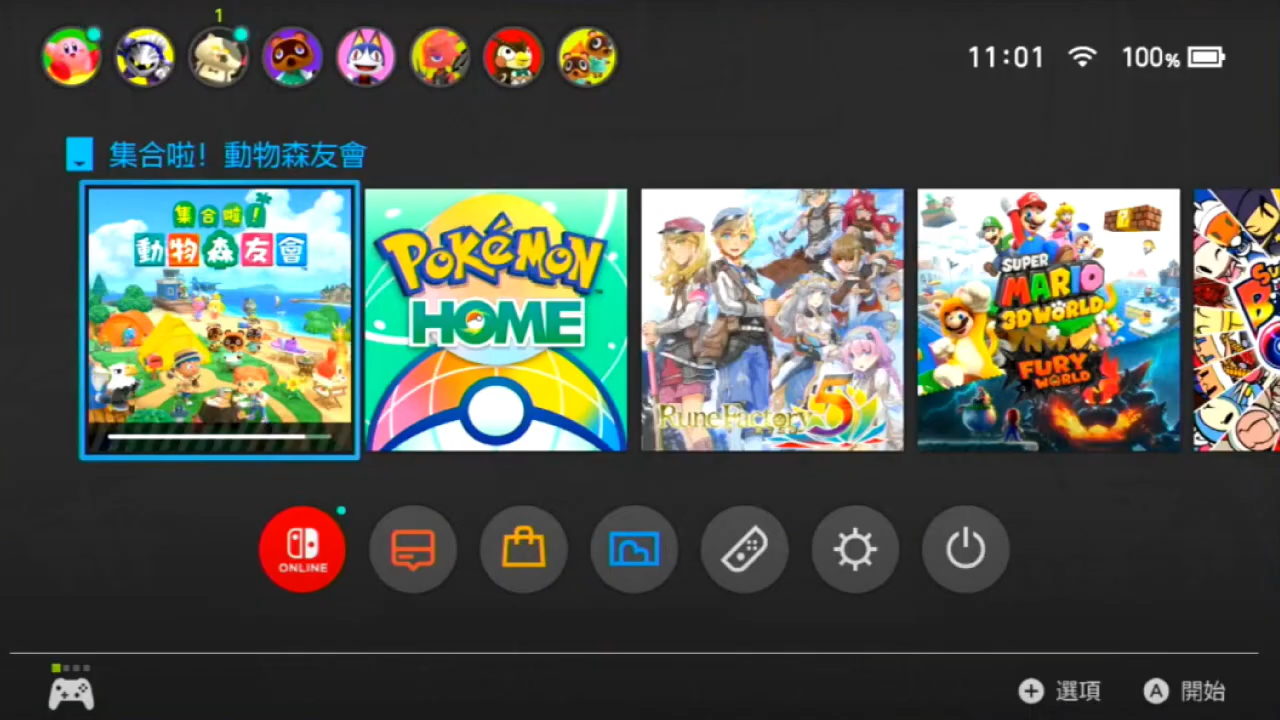 1
11:01
100%
集合啦！動物森友會
集合啦！
動物森友會
POKéMON
HOME
Rune Factory 5
SUPER
MARIO
3D WORLD
FURY
WORLD
ONLINE
選項
開始